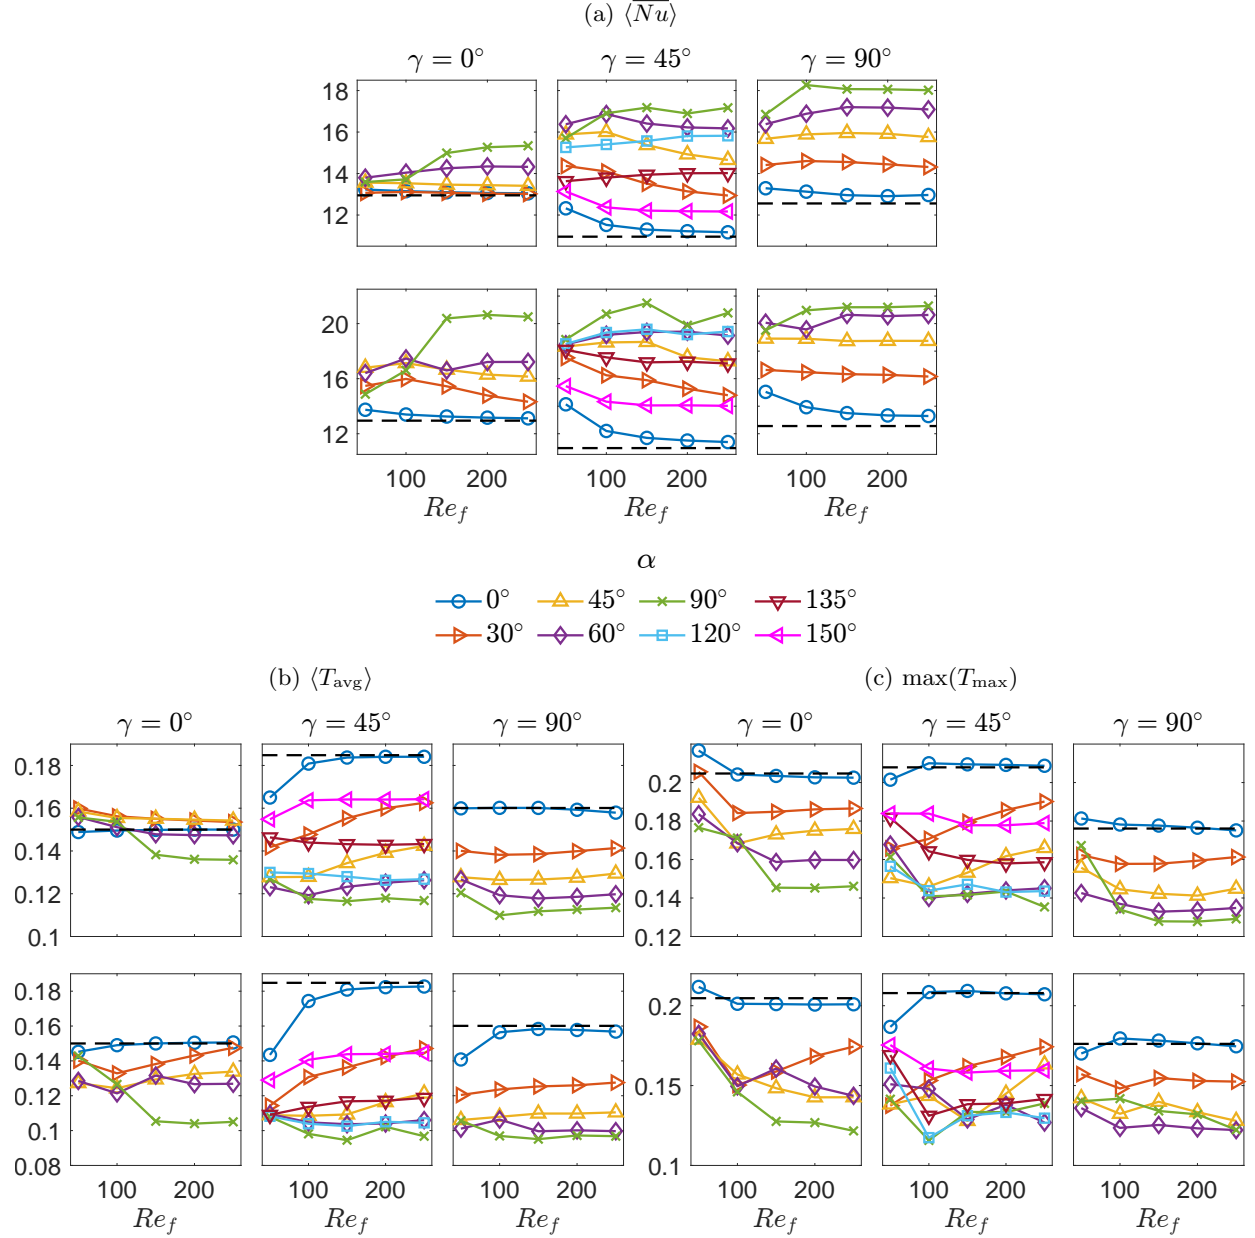 (a) ⟨N̅u̅⟩
γ = 0° γ = 45° γ = 90°
18
16
14
12
20
16
12
100 200 100 200 100 200
Re_f Re_f Re_f
α
0° 45° 90° 135°
30° 60° 120° 150°
(b) ⟨T_avg⟩ (c) max(T_max)
γ = 0° γ = 45° γ = 90° γ = 0° γ = 45° γ = 90°
0.18 0.2
0.16 0.18
0.14 0.16
0.12 0.14
0.1 0.12
0.18 0.2
0.16
0.14 0.15
0.12
0.1
0.08 0.1
100 200 100 200 100 200 100 200 100 200 100 200
Re_f Re_f Re_f Re_f Re_f Re_f